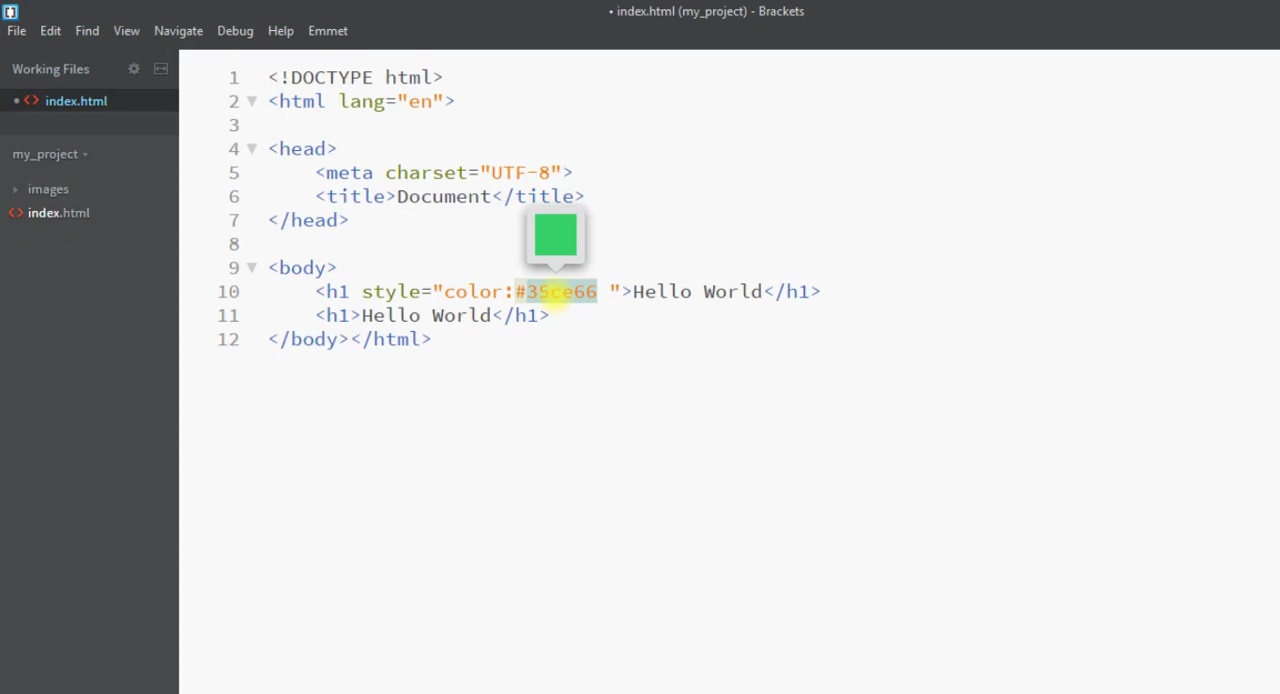 • index.html (my_project) - Brackets
File Edit Find View Navigate Debug Help Emmet
Working Files
• <> index.html
my_project
images
<> index.html
1 <!DOCTYPE html>
2 <html lang="en">
3
4 <head>
5 <meta charset="UTF-8">
6 <title>Document</title>
7 </head>
8
9 <body>
10 <h1 style="color:#35ce66 ">Hello World</h1>
11 <h1>Hello World</h1>
12 </body></html>